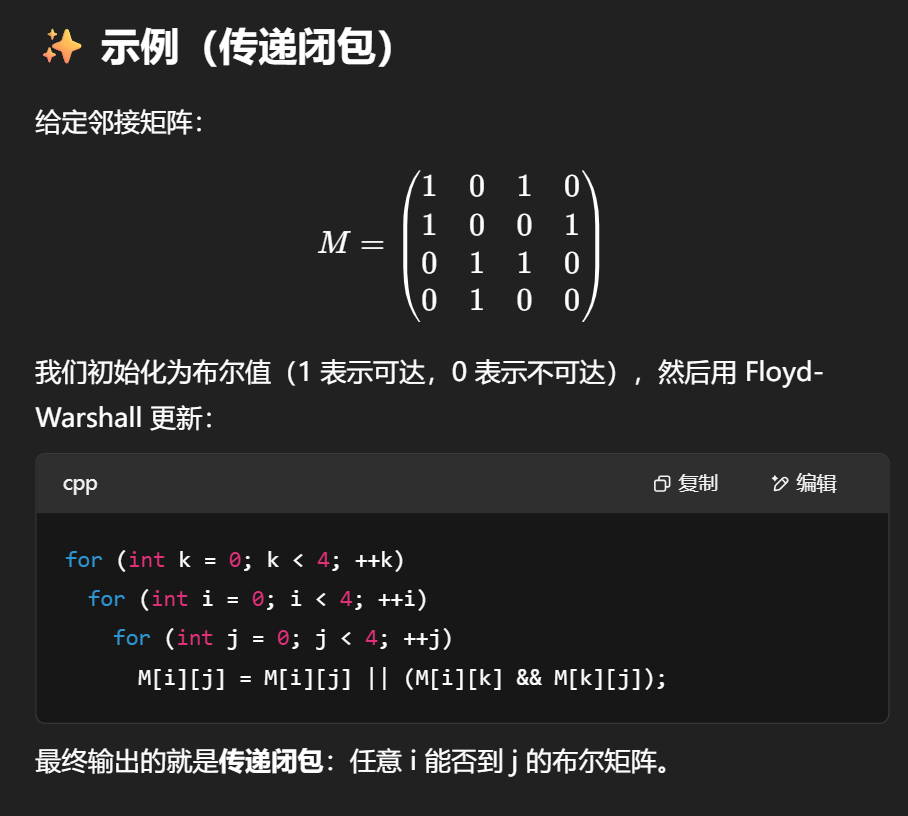 ✨ 示例（传递闭包）
给定邻接矩阵：
M =
1 0 1 0
1 0 0 1
0 1 1 0
0 1 0 0
我们初始化为布尔值（1 表示可达，0 表示不可达），然后用 Floyd-
Warshall 更新：
cpp 复制 编辑
for (int k = 0; k < 4; ++k)
for (int i = 0; i < 4; ++i)
for (int j = 0; j < 4; ++j)
M[i][j] = M[i][j] || (M[i][k] && M[k][j]);
最终输出的就是传递闭包：任意 i 能否到 j 的布尔矩阵。